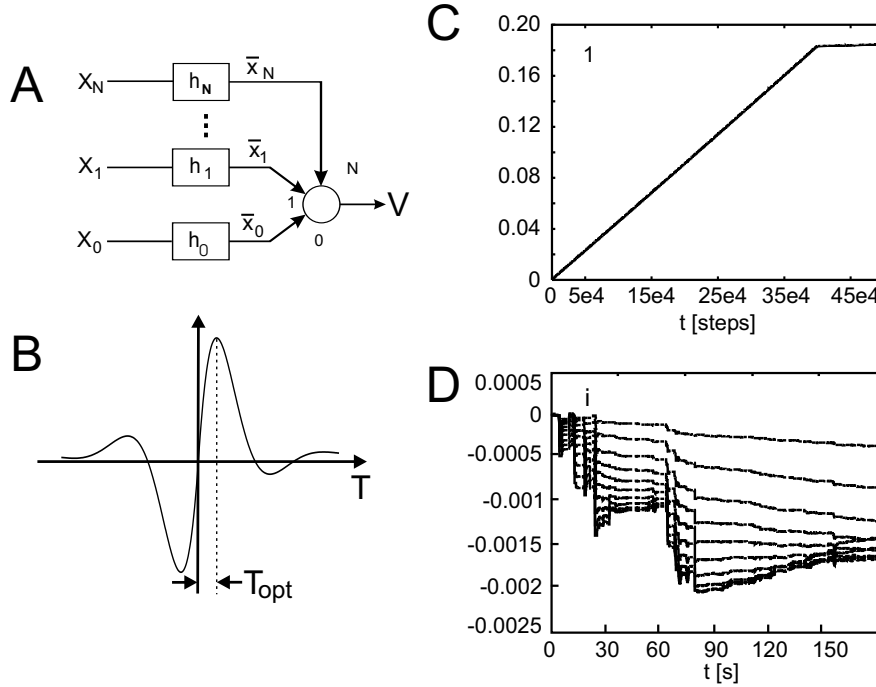 A
X_N h_N x̄_N
X_1 h_1 x̄_1 N
1 V
X_0 h_0 x̄_0 0
B
T
T_opt
C
1
0.20
0.16
0.12
0.08
0.04
0
0 5e4 15e4 25e4 35e4 45e4
t [steps]
D
i
0.0005
0
-0.0005
-0.001
-0.0015
-0.002
-0.0025
0 30 60 90 120 150
t [s]